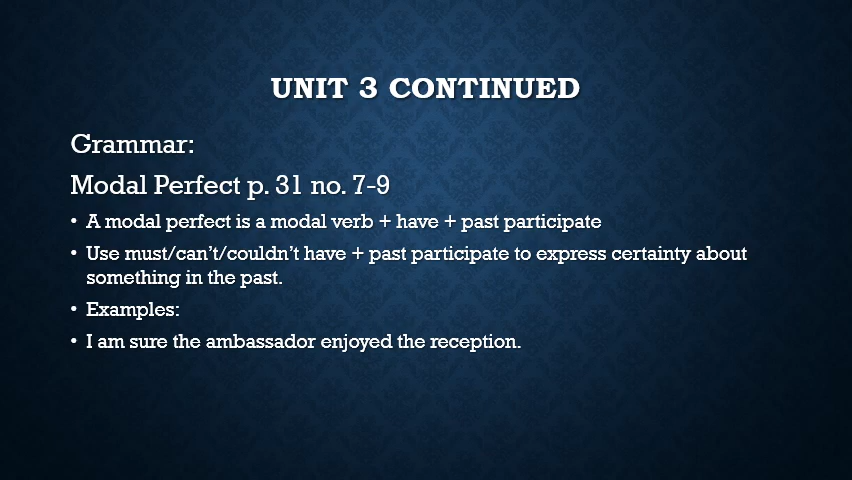 UNIT 3 CONTINUED
Grammar:
Modal Perfect p. 31 no. 7-9
• A modal perfect is a modal verb + have + past participate
• Use must/can’t/couldn’t have + past participate to express certainty about
something in the past.
• Examples:
• I am sure the ambassador enjoyed the reception.